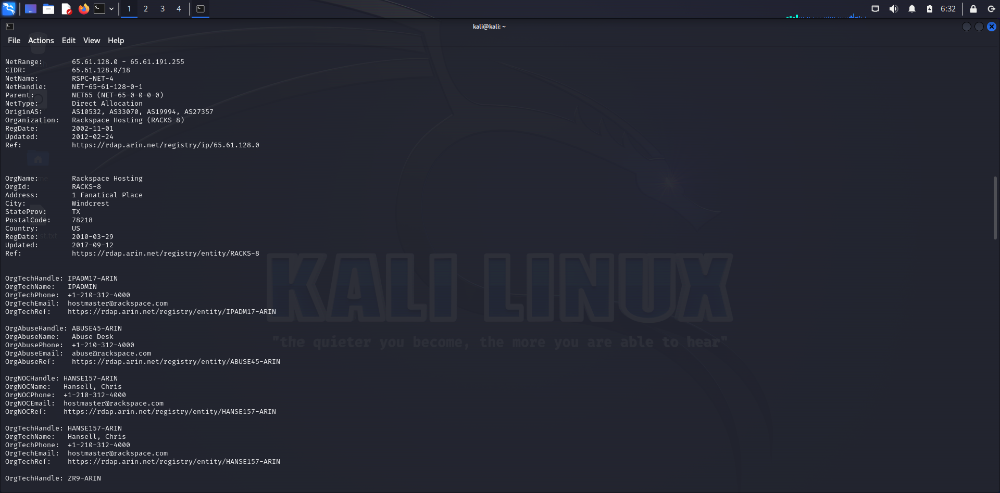 1 2 3 4 6:32
kali@kali: ~
File Actions Edit View Help
NetRange: 65.61.128.0 - 65.61.191.255
CIDR: 65.61.128.0/18
NetName: RSPC-NET-4
NetHandle: NET-65-61-128-0-1
Parent: NET65 (NET-65-0-0-0-0)
NetType: Direct Allocation
OriginAS: AS10532, AS33070, AS19994, AS27357
Organization: Rackspace Hosting (RACKS-8)
RegDate: 2002-11-01
Updated: 2012-02-24
Ref: https://rdap.arin.net/registry/ip/65.61.128.0
OrgName: Rackspace Hosting
OrgId: RACKS-8
Address: 1 Fanatical Place
City: Windcrest
StateProv: TX
PostalCode: 78218
Country: US
RegDate: 2010-03-29
Updated: 2017-09-12
Ref: https://rdap.arin.net/registry/entity/RACKS-8
OrgTechHandle: IPADM17-ARIN
OrgTechName: IPADMIN
OrgTechPhone: +1-210-312-4000
OrgTechEmail: hostmaster@rackspace.com
OrgTechRef: https://rdap.arin.net/registry/entity/IPADM17-ARIN
OrgAbuseHandle: ABUSE45-ARIN
OrgAbuseName: Abuse Desk
OrgAbusePhone: +1-210-312-4000
OrgAbuseEmail: abuse@rackspace.com
OrgAbuseRef: https://rdap.arin.net/registry/entity/ABUSE45-ARIN
OrgNOCHandle: HANSE157-ARIN
OrgNOCName: Hansell, Chris
OrgNOCPhone: +1-210-312-4000
OrgNOCEmail: hostmaster@rackspace.com
OrgNOCRef: https://rdap.arin.net/registry/entity/HANSE157-ARIN
OrgTechHandle: HANSE157-ARIN
OrgTechName: Hansell, Chris
OrgTechPhone: +1-210-312-4000
OrgTechEmail: hostmaster@rackspace.com
OrgTechRef: https://rdap.arin.net/registry/entity/HANSE157-ARIN
OrgTechHandle: ZR9-ARIN
KALI LINUX
"the quieter you become, the more you are able to hear"